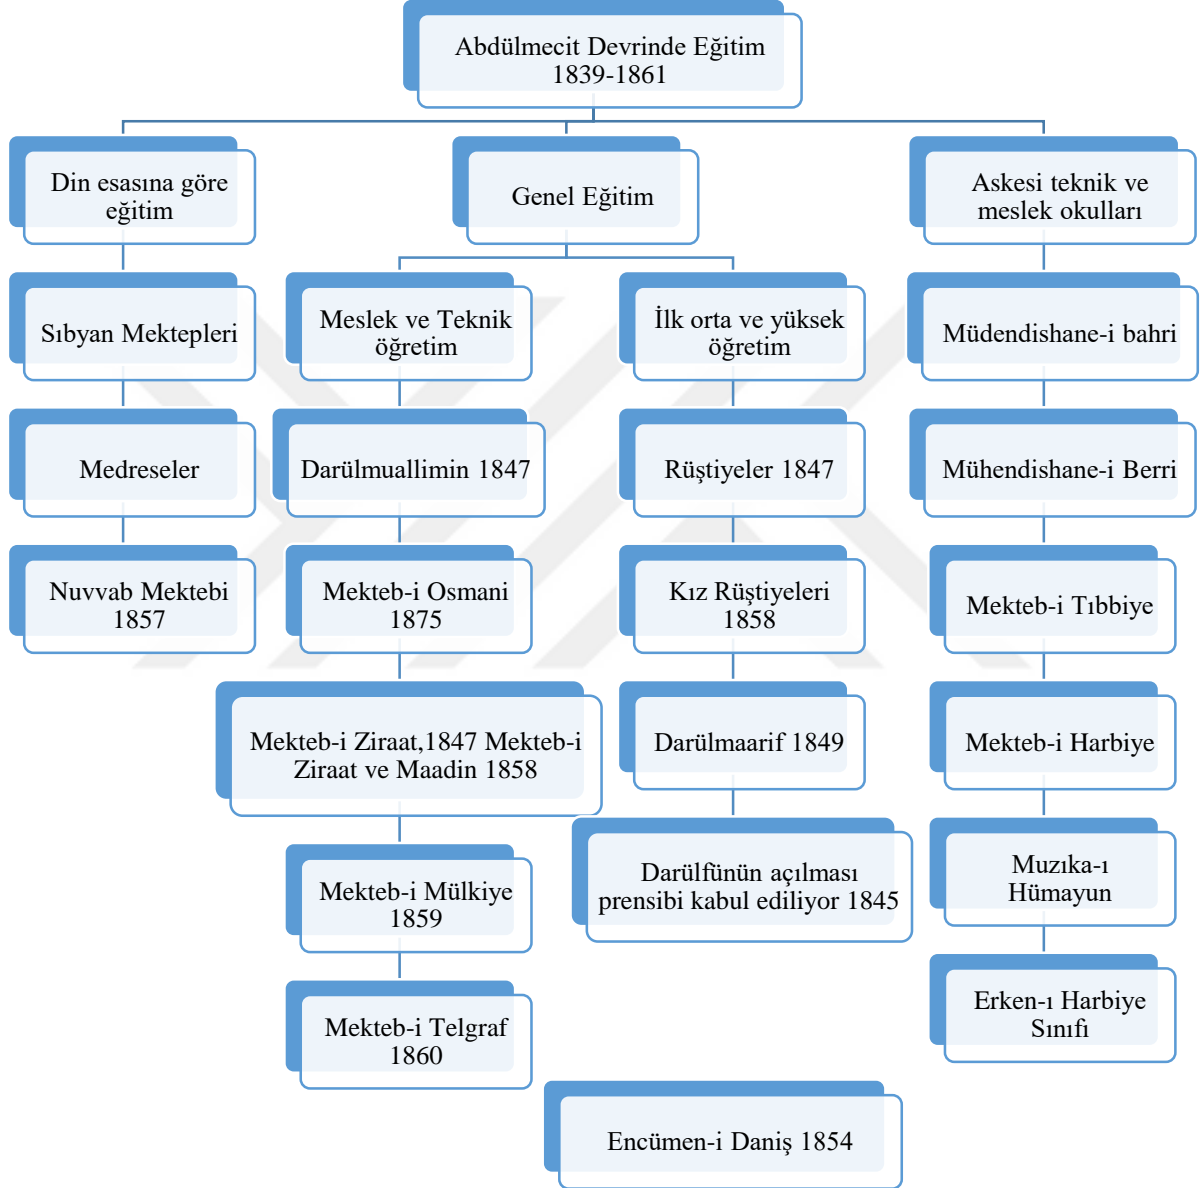 Abdülmecit Devrinde Eğitim
1839-1861
Din esasına göre
eğitim
Sıbyan Mektepleri
Medreseler
Nuvvab Mektebi
1857
Genel Eğitim
Meslek ve Teknik
öğretim
Darülmuallimin 1847
Mekteb-i Osmani
1875
Mekteb-i Ziraat,1847 Mekteb-i
Ziraat ve Maadin 1858
Mekteb-i Mülkiye
1859
Mekteb-i Telgraf
1860
İlk orta ve yüksek
öğretim
Rüştiyeler 1847
Kız Rüştiyeleri
1858
Darülmaarif 1849
Darülfünün açılması
prensibi kabul ediliyor 1845
Askesi teknik ve
meslek okulları
Müdendishane-i bahri
Mühendishane-i Berri
Mekteb-i Tıbbiye
Mekteb-i Harbiye
Muzıka-ı
Hümayun
Erken-ı Harbiye
Sınıfı
Encümen-i Daniş 1854